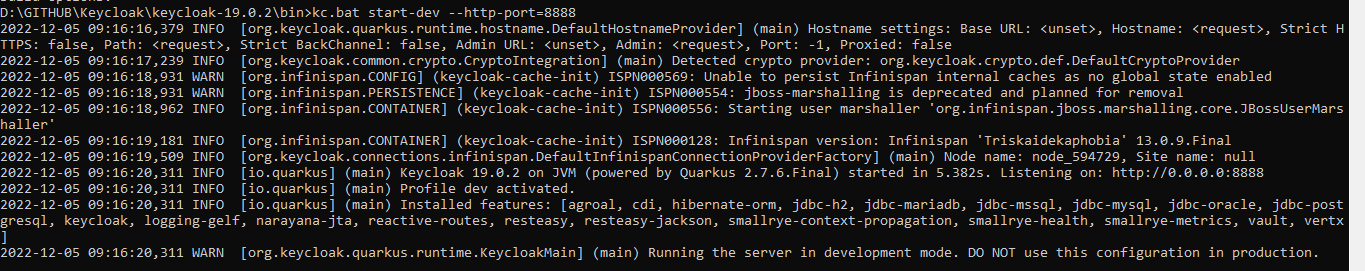 D:\GITHUB\Keycloak\keycloak-19.0.2\bin>kc.bat start-dev --http-port=8888
2022-12-05 09:16:16,379 INFO  [org.keycloak.quarkus.runtime.hostname.DefaultHostnameProvider] (main) Hostname settings: Base URL: <unset>, Hostname: <request>, Strict H
TTPS: false, Path: <request>, Strict BackChannel: false, Admin URL: <unset>, Admin: <request>, Port: -1, Proxied: false
2022-12-05 09:16:17,239 INFO  [org.keycloak.common.crypto.CryptoIntegration] (main) Detected crypto provider: org.keycloak.crypto.def.DefaultCryptoProvider
2022-12-05 09:16:18,931 WARN  [org.infinispan.CONFIG] (keycloak-cache-init) ISPN000569: Unable to persist Infinispan internal caches as no global state enabled
2022-12-05 09:16:18,931 WARN  [org.infinispan.PERSISTENCE] (keycloak-cache-init) ISPN000554: jboss-marshalling is deprecated and planned for removal
2022-12-05 09:16:18,962 INFO  [org.infinispan.CONTAINER] (keycloak-cache-init) ISPN000556: Starting user marshaller 'org.infinispan.jboss.marshalling.core.JBossUserMars
haller'
2022-12-05 09:16:19,181 INFO  [org.infinispan.CONTAINER] (keycloak-cache-init) ISPN000128: Infinispan version: Infinispan 'Triskaidekaphobia' 13.0.9.Final
2022-12-05 09:16:19,509 INFO  [org.keycloak.connections.infinispan.DefaultInfinispanConnectionProviderFactory] (main) Node name: node_594729, Site name: null
2022-12-05 09:16:20,311 INFO  [io.quarkus] (main) Keycloak 19.0.2 on JVM (powered by Quarkus 2.7.6.Final) started in 5.382s. Listening on: http://0.0.0.0:8888
2022-12-05 09:16:20,311 INFO  [io.quarkus] (main) Profile dev activated.
2022-12-05 09:16:20,311 INFO  [io.quarkus] (main) Installed features: [agroal, cdi, hibernate-orm, jdbc-h2, jdbc-mariadb, jdbc-mssql, jdbc-mysql, jdbc-oracle, jdbc-post
gresql, keycloak, logging-gelf, narayana-jta, reactive-routes, resteasy, resteasy-jackson, smallrye-context-propagation, smallrye-health, smallrye-metrics, vault, vertx
]
2022-12-05 09:16:20,311 WARN  [org.keycloak.quarkus.runtime.KeycloakMain] (main) Running the server in development mode. DO NOT use this configuration in production.